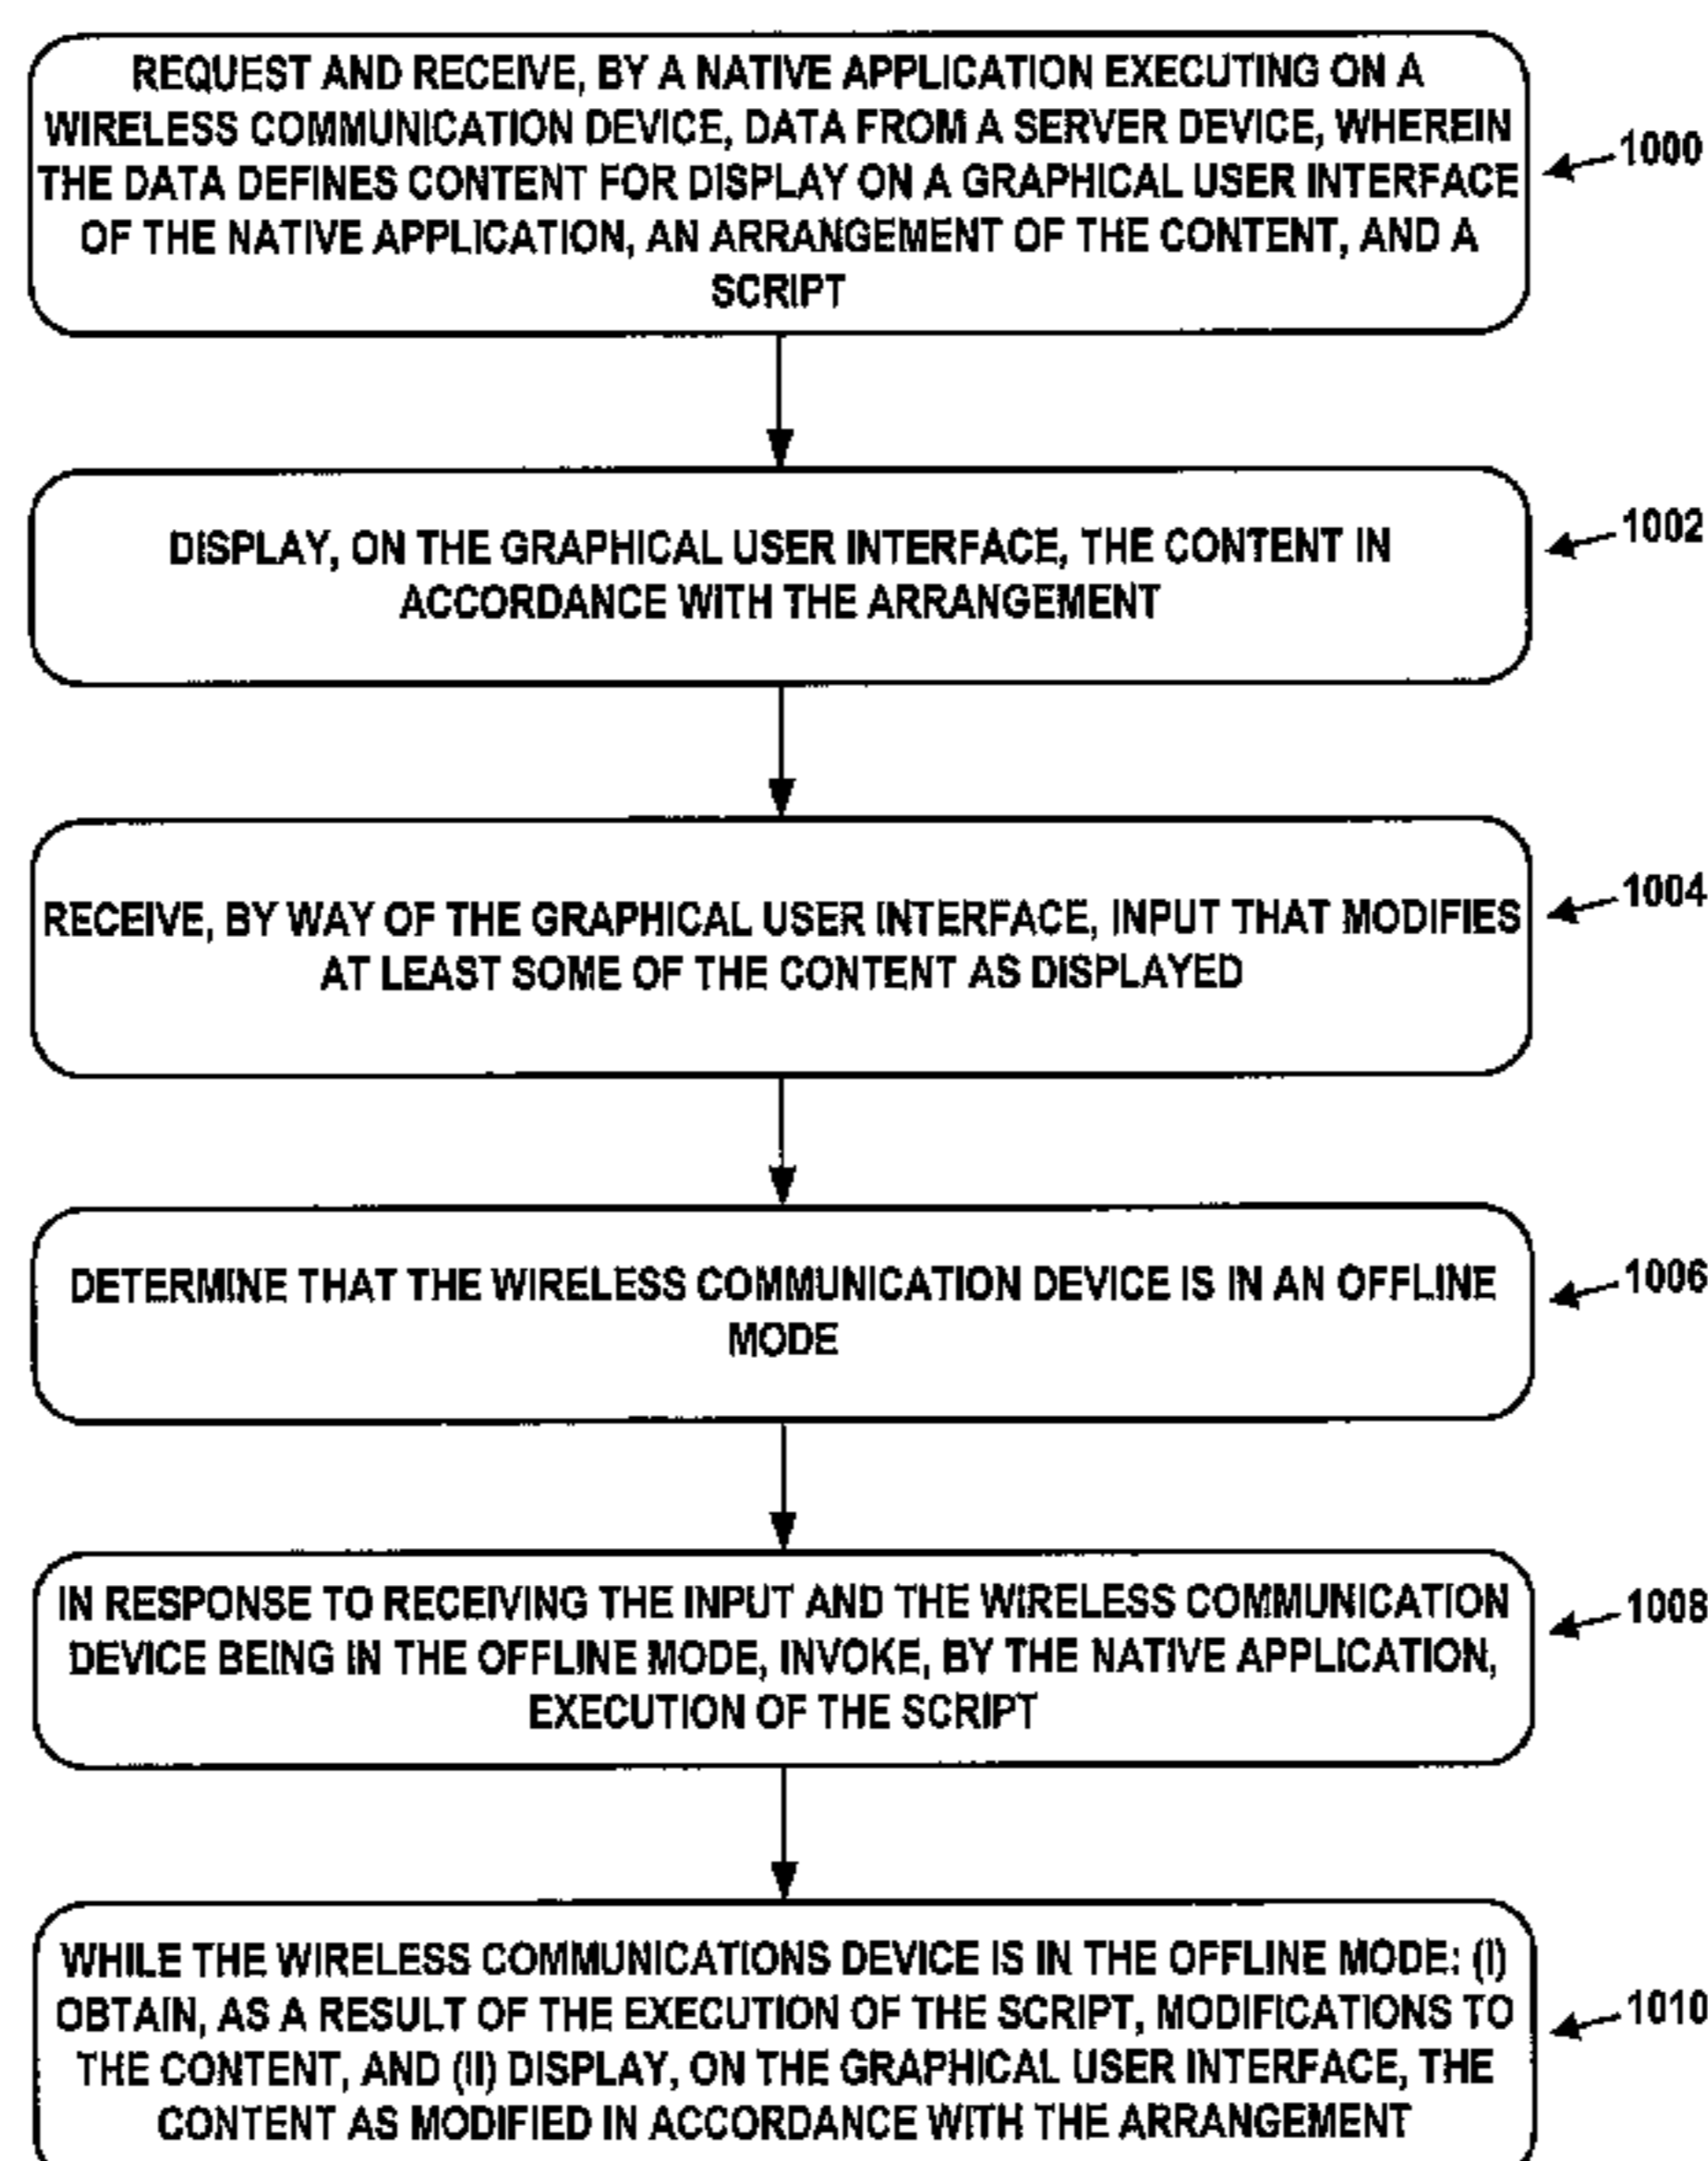 REQUEST AND RECEIVE, BY A NATIVE APPLICATION EXECUTING ON A
WIRELESS COMMUNICATION DEVICE, DATA FROM A SERVER DEVICE, WHEREIN
THE DATA DEFINES CONTENT FOR DISPLAY ON A GRAPHICAL USER INTERFACE
OF THE NATIVE APPLICATION, AN ARRANGEMENT OF THE CONTENT, AND A
SCRIPT
1000
DISPLAY, ON THE GRAPHICAL USER INTERFACE, THE CONTENT IN
ACCORDANCE WITH THE ARRANGEMENT
1002
RECEIVE, BY WAY OF THE GRAPHICAL USER INTERFACE, INPUT THAT MODIFIES
AT LEAST SOME OF THE CONTENT AS DISPLAYED
1004
DETERMINE THAT THE WIRELESS COMMUNICATION DEVICE IS IN AN OFFLINE
MODE
1006
IN RESPONSE TO RECEIVING THE INPUT AND THE WIRELESS COMMUNICATION
DEVICE BEING IN THE OFFLINE MODE, INVOKE, BY THE NATIVE APPLICATION,
EXECUTION OF THE SCRIPT
1008
WHILE THE WIRELESS COMMUNICATIONS DEVICE IS IN THE OFFLINE MODE: (I)
OBTAIN, AS A RESULT OF THE EXECUTION OF THE SCRIPT, MODIFICATIONS TO
THE CONTENT, AND (II) DISPLAY, ON THE GRAPHICAL USER INTERFACE, THE
CONTENT AS MODIFIED IN ACCORDANCE WITH THE ARRANGEMENT
1010